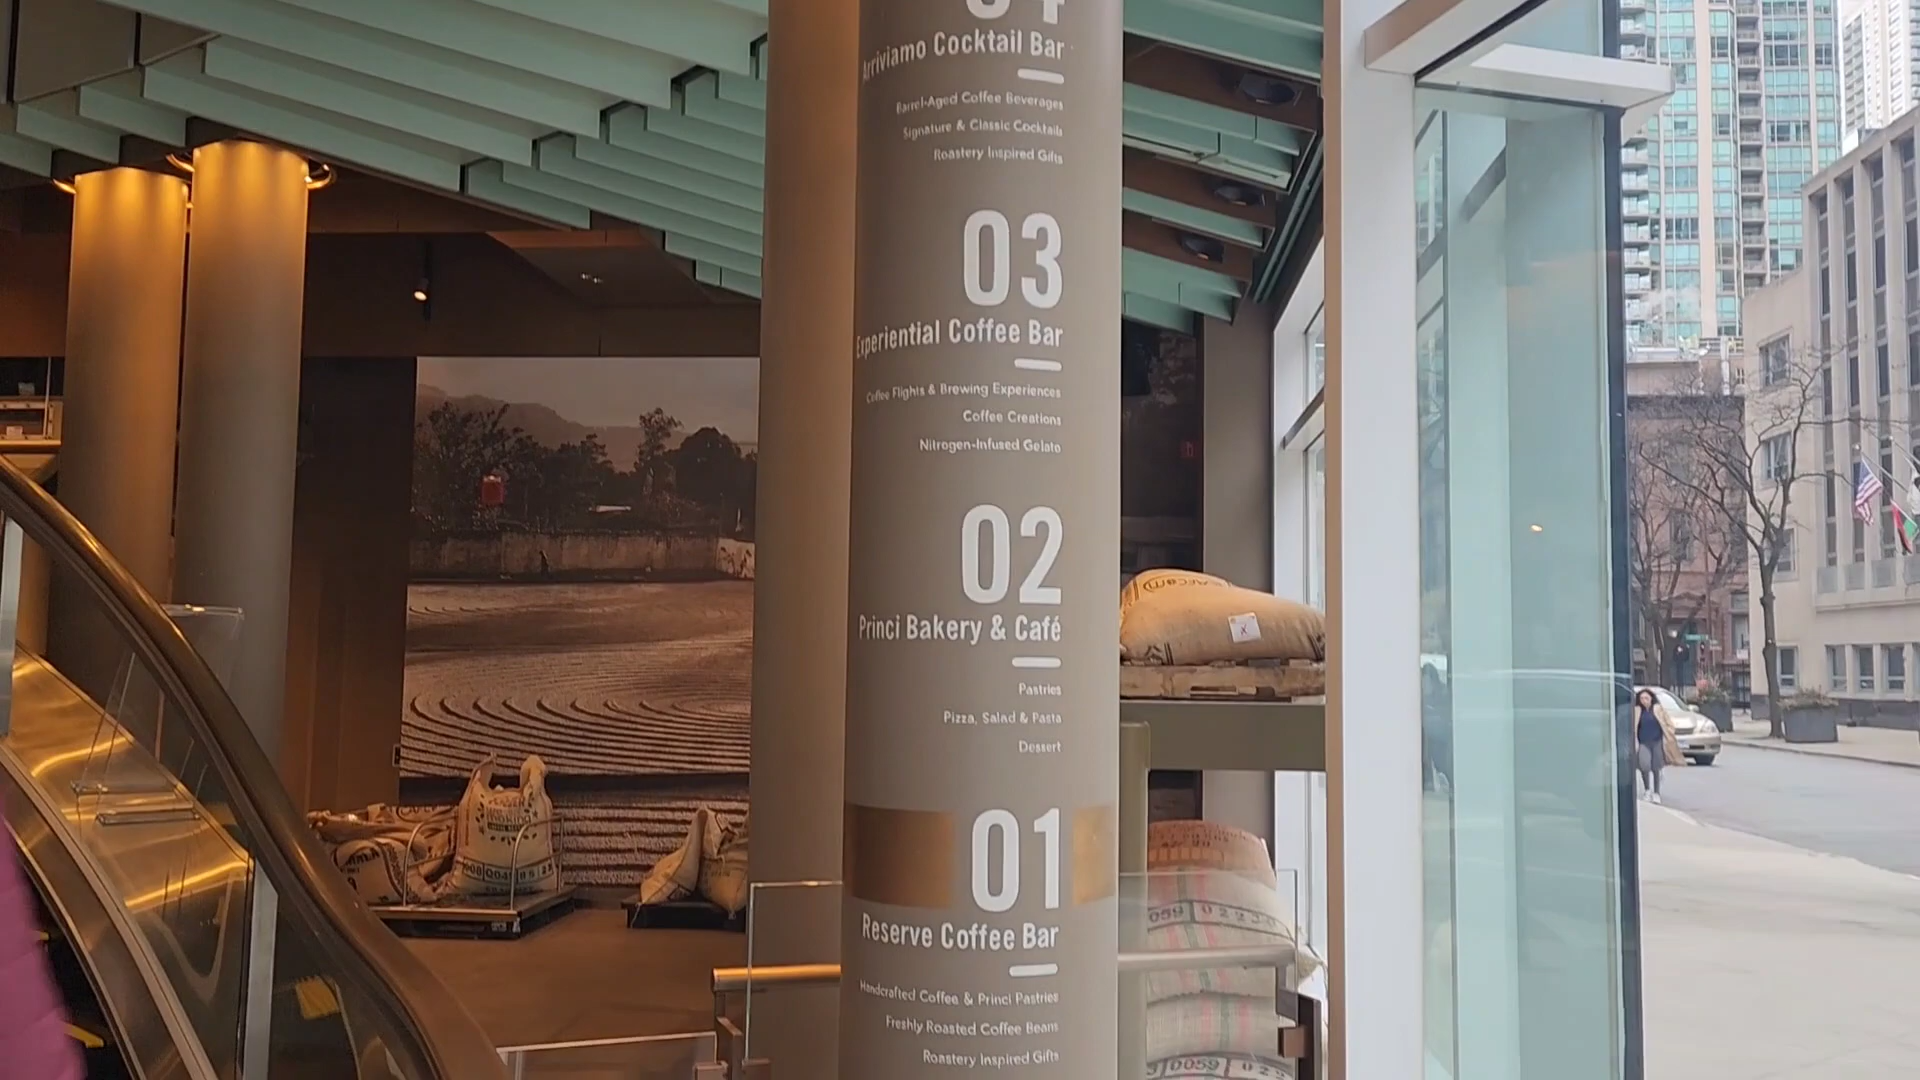 04
Arriviamo Cocktail Bar
Barrel-Aged Coffee Beverages
Signature & Classic Cocktails
Roastery Inspired Gifts
03
Experiential Coffee Bar
Coffee Flights & Brewing Experiences
Coffee Creations
Nitrogen-Infused Gelato
02
Princi Bakery & Café
Pastries
Pizza, Salad & Pasta
Dessert
01
Reserve Coffee Bar
Handcrafted Coffee & Princi Pastries
Freshly Roasted Coffee Beans
Roastery Inspired Gifts
X
0059